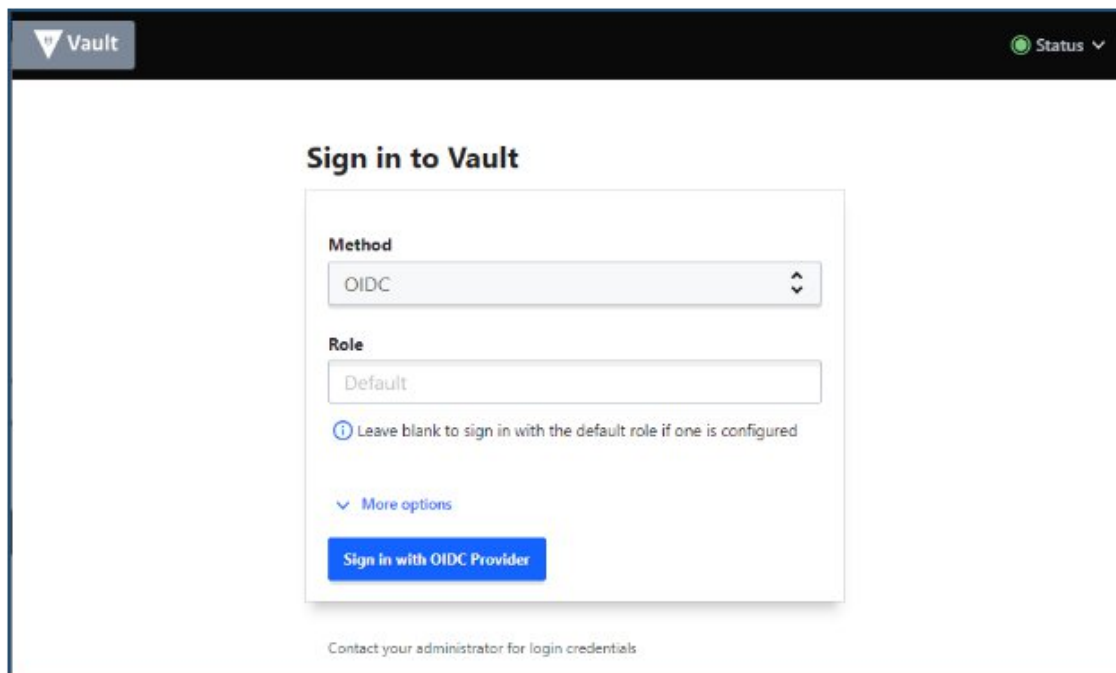 Vault
Status
Sign in to Vault
Method
OIDC
Role
Default
Leave blank to sign in with the default role if one is configured
More options
Sign in with OIDC Provider
Contact your administrator for login credentials